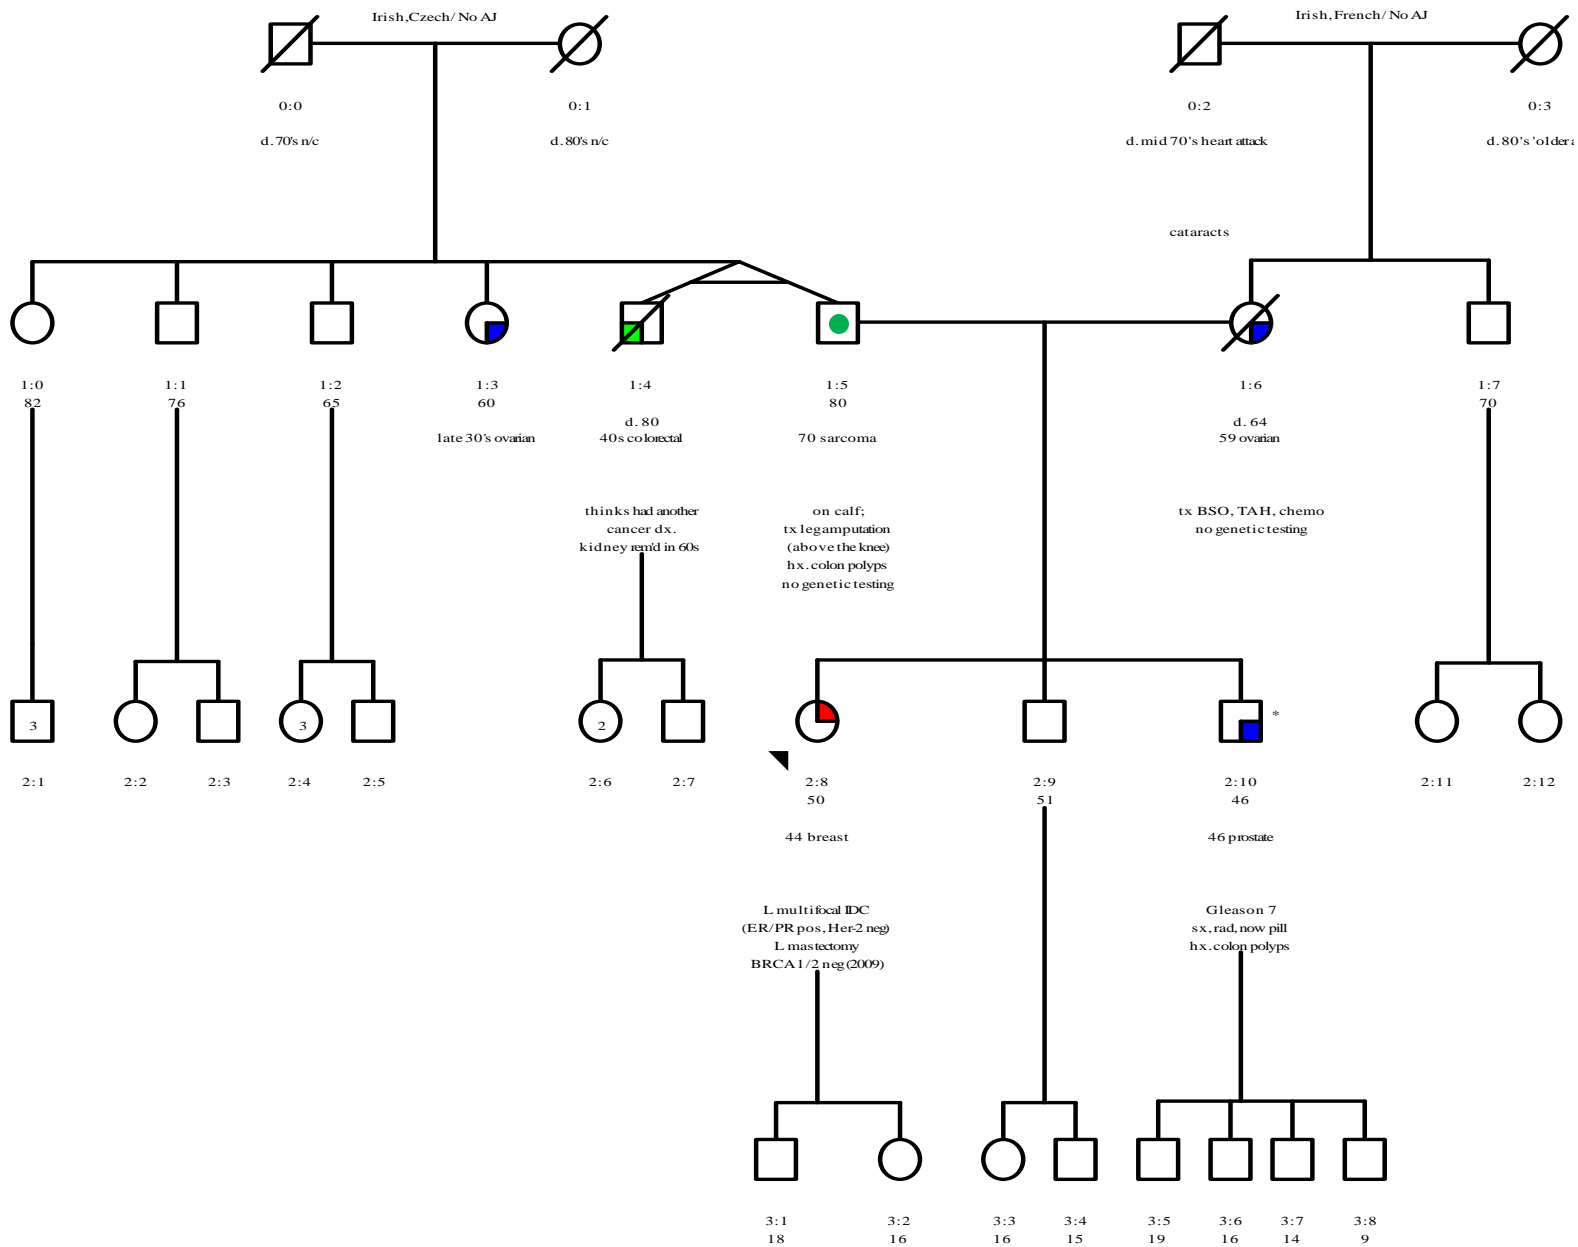 Irish, Czech/ No AJ
Irish, French/ No AJ
0:0
0:1
0:2
0:3
d. 70's n/c
d. 80's n/c
d. mid 70's heart attack
d. 80's 'older
cataracts
1:0
1:1
1:2
1:3
1:4
1:5
1:6
1:7
82
76
65
60
80
70
d. 80
d. 64
late 30's ovarian
40s colorectal
70 sarcoma
59 ovarian
thinks had another
cancer dx.
kidney rem'd in 60s
on calf;
tx leg amputation
(above the knee)
hx. colon polyps
no genetic testing
tx BSO, TAH, chemo
no genetic testing
3
3
2
*
2:1
2:2
2:3
2:4
2:5
2:6
2:7
2:8
2:9
2:10
2:11
2:12
50
51
46
44 breast
46 prostate
L multifocal IDC
(ER/PR pos, Her-2 neg)
L mastectomy
BRCA1/2 neg (2009)
Gleason 7
sx, rad, now pill
hx. colon polyps
3:1
3:2
3:3
3:4
3:5
3:6
3:7
3:8
18
16
16
15
19
16
14
9